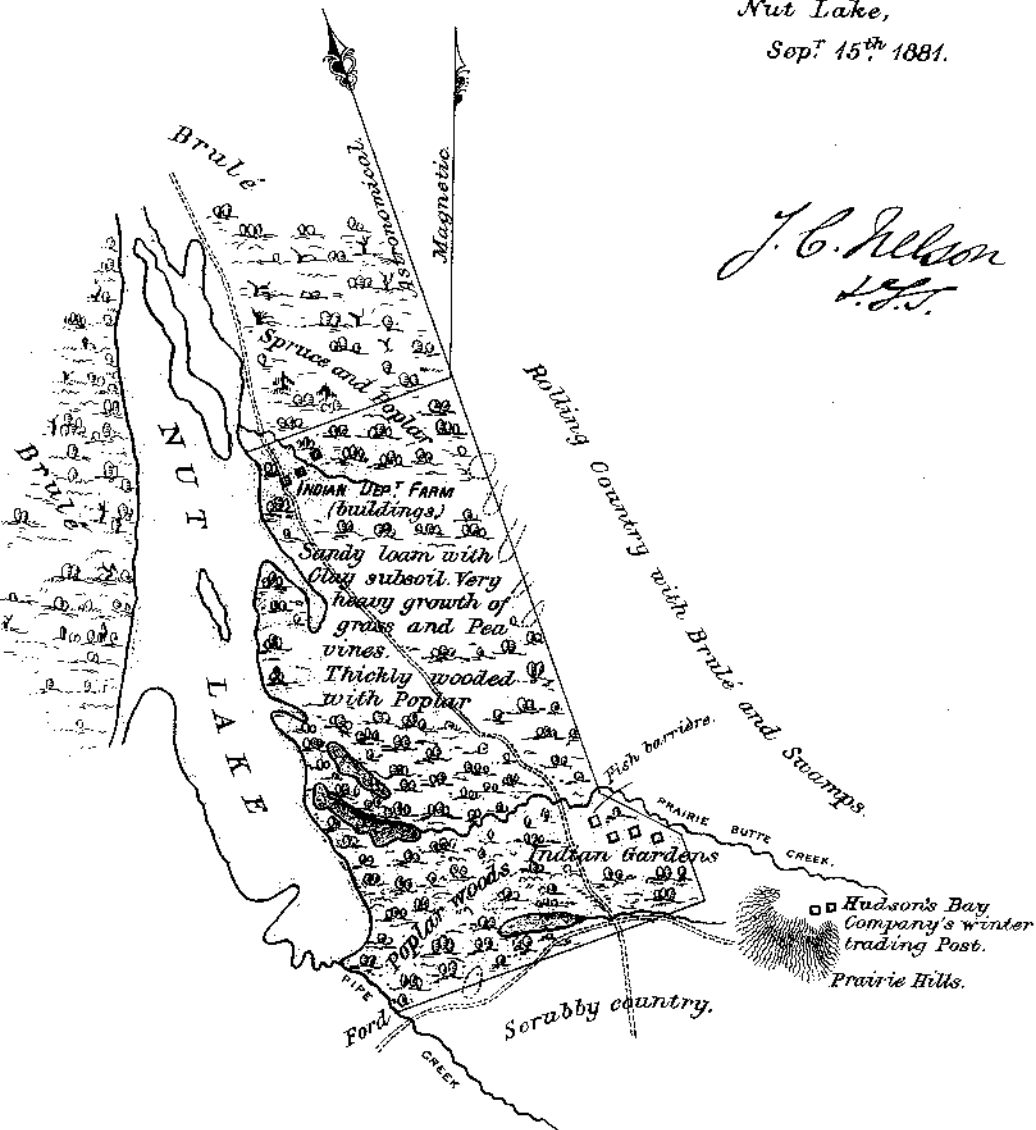 Nut Lake,
Sepᵗ 15ᵗʰ 1881.
J. C. Nelson
Brulé
Astronomical.
Magnetic.
Spruce and Poplar
Brulé
NUT LAKE
INDIAN DEPᵀ FARM
(buildings)
Sandy loam with
Clay subsoil. Very
heavy growth of
grass and Pea
vines.
Thickly wooded
with Poplar
Rolling Country with Brulé and Swamps.
Fish barrière.
PRAIRIE BUTTE CREEK.
Indian Gardens
Poplar woods
Hudson's Bay
Company's winter
trading Post.
Prairie Hills.
PIPE CREEK
Ford
Scrubby country.